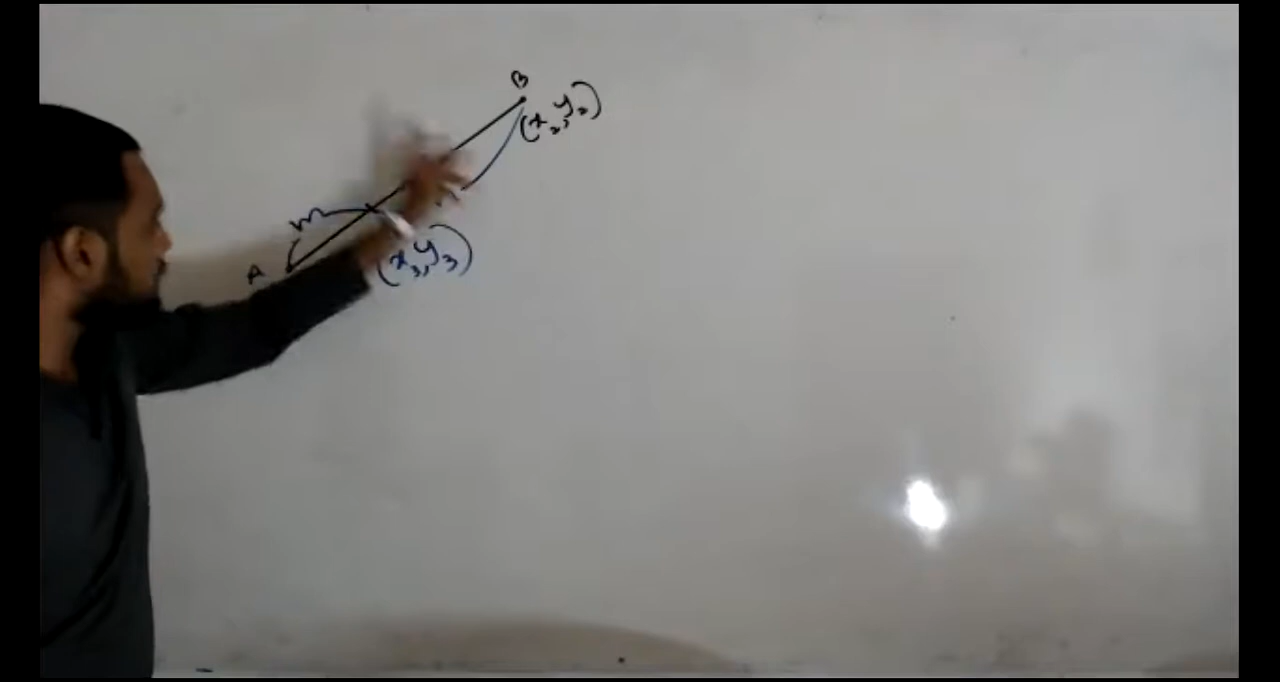 B
(x₂, y₂)
m
A
(x₃, y₃)